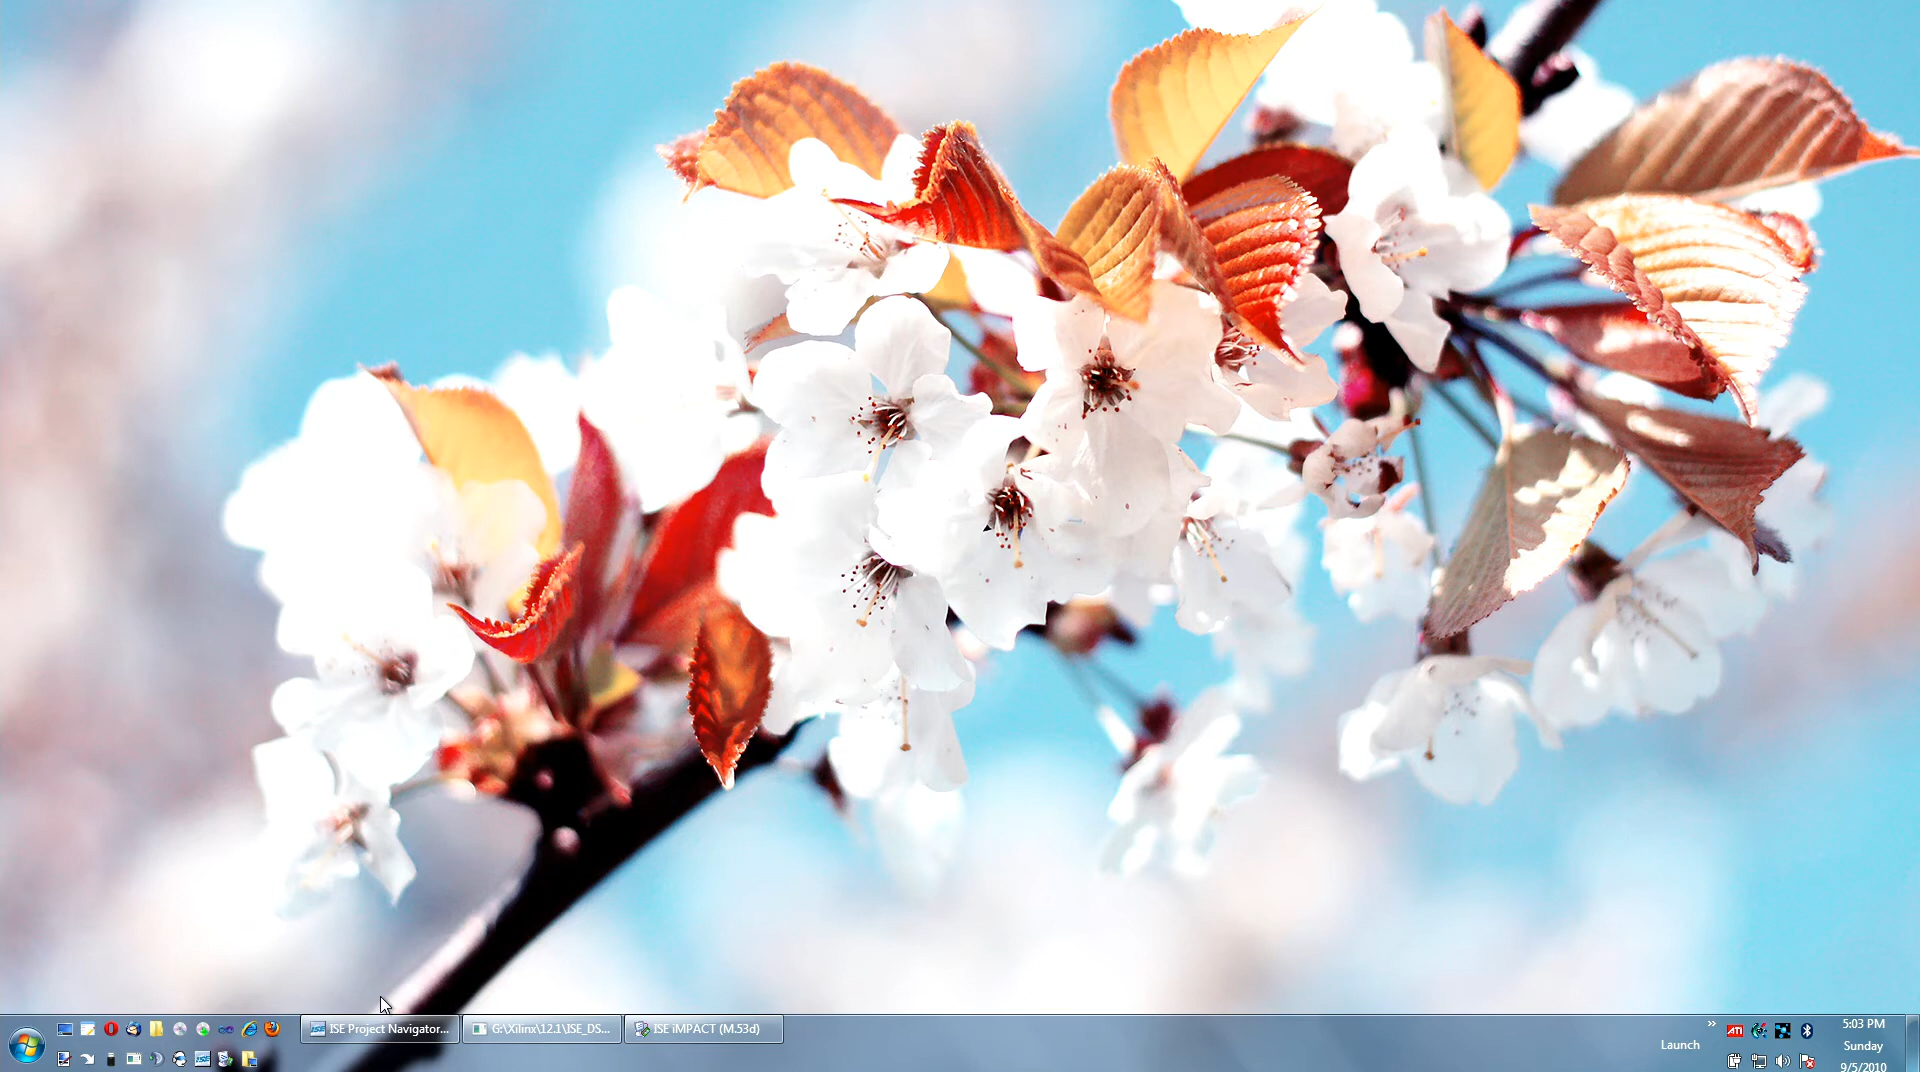 ISE Project Navigator...
G:\Xilinx\12.1\ISE_DS...
ISE iMPACT (M.53d)
Launch
»
ATI
5:03 PM
Sunday
9/5/2010
ISE